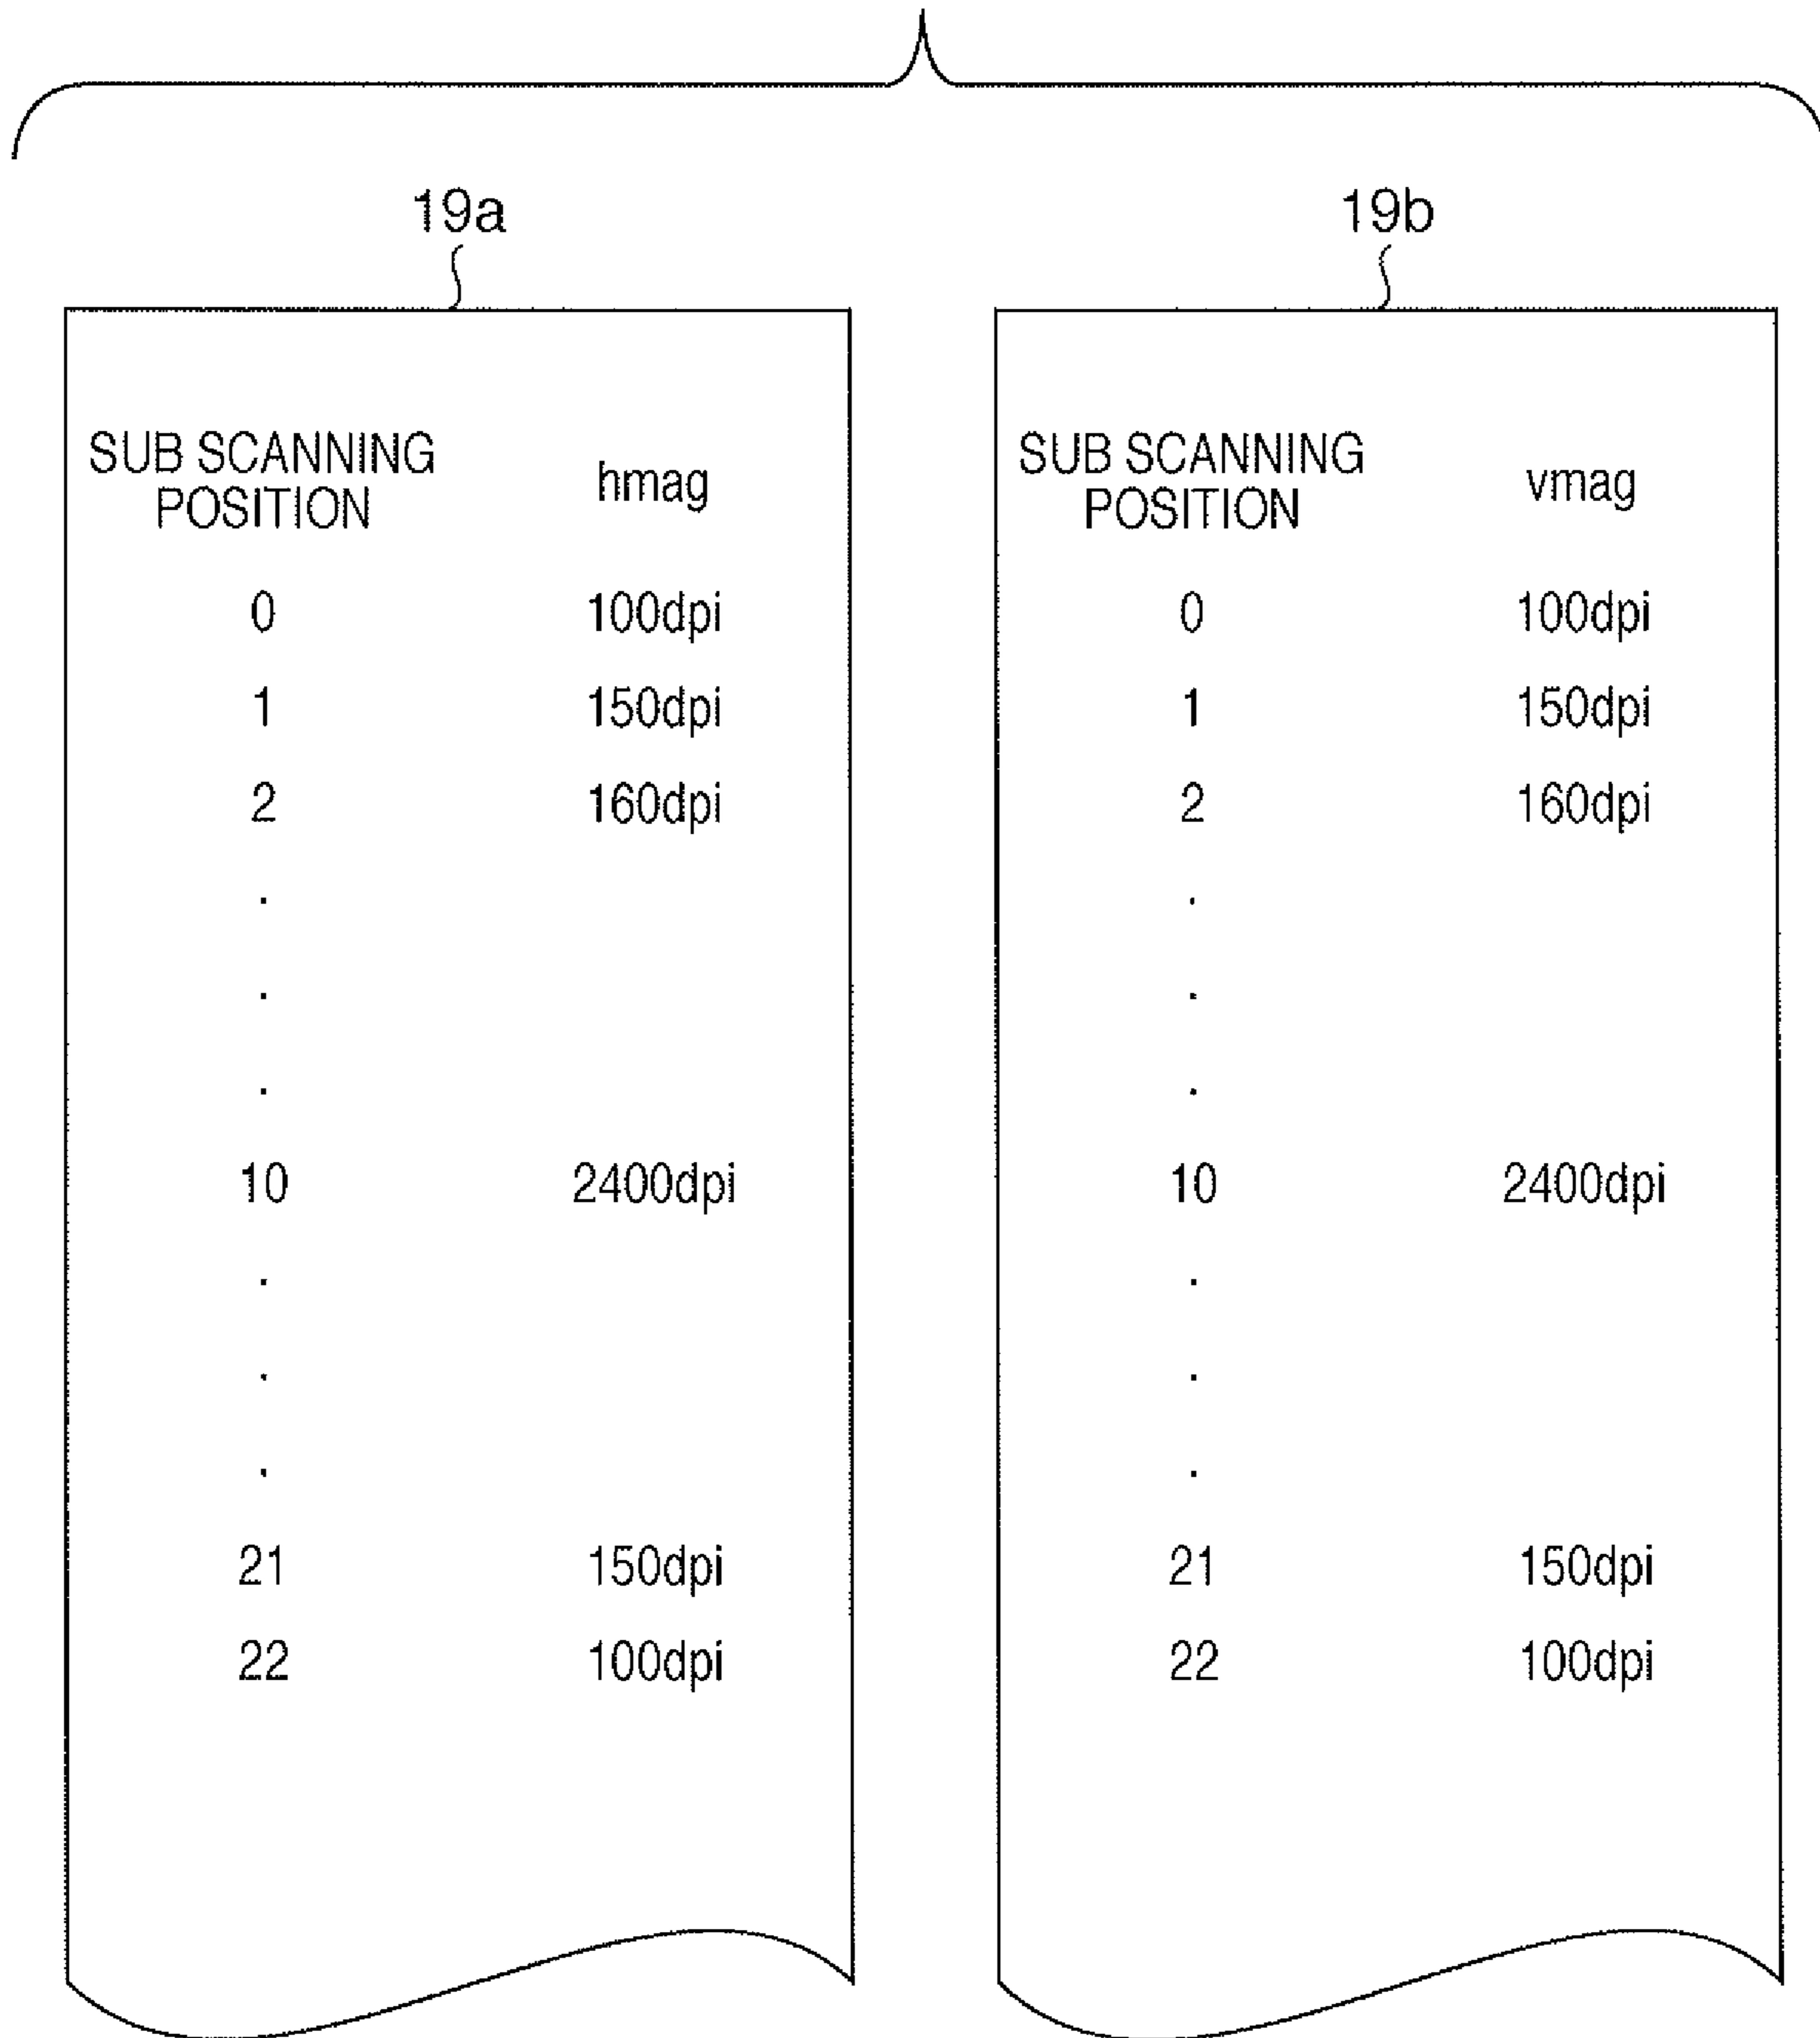 19a
19b
SUB SCANNING
POSITION
hmag
0 100dpi
1 150dpi
2 160dpi
.
.
.
10 2400dpi
.
.
.
21 150dpi
22 100dpi
SUB SCANNING
POSITION
vmag
0 100dpi
1 150dpi
2 160dpi
.
.
.
10 2400dpi
.
.
.
21 150dpi
22 100dpi